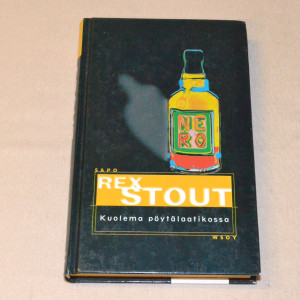 NE
RO
SAPO
REX
STOUT
Kuolema pöytälaatikossa
WSOY